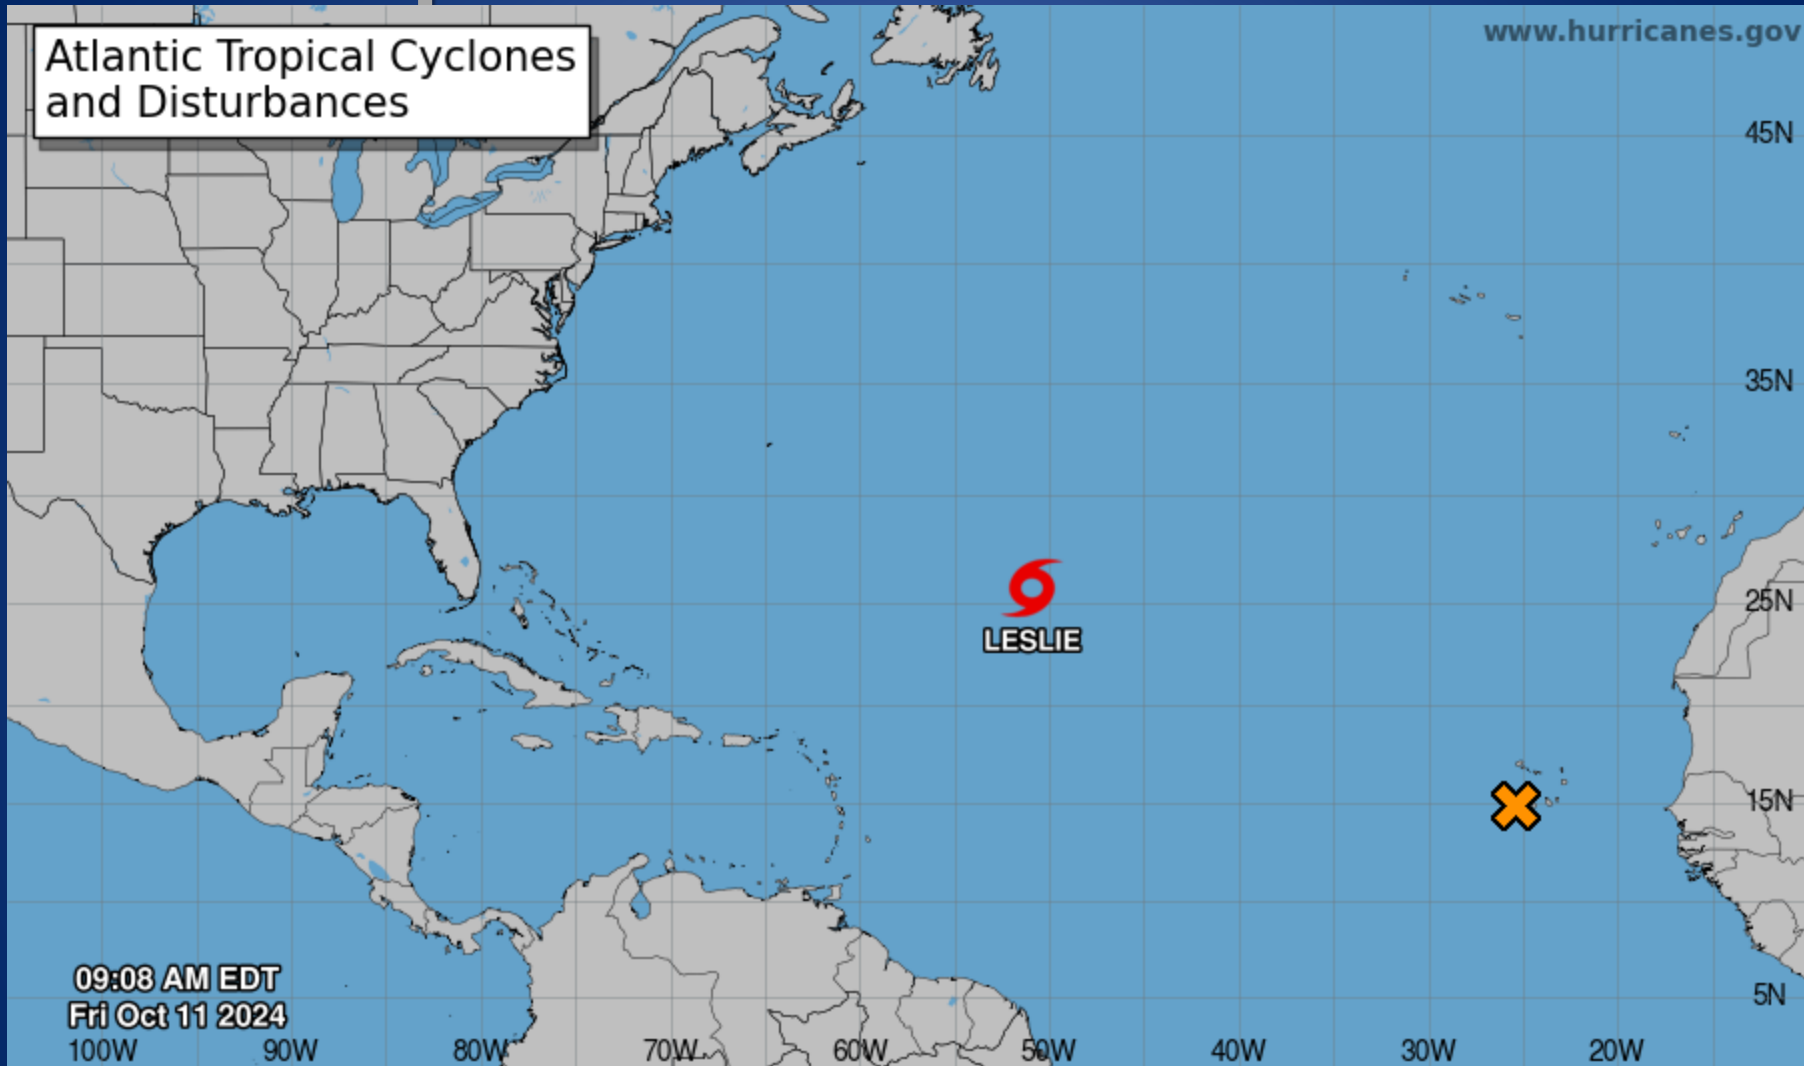 www.hurricanes.gov
Atlantic Tropical Cyclones
and Disturbances
45N
35N
25N
LESLIE
15N
09:08 AM EDT
5N
Fri Oct 11 2024
100W 90W 80W 70W 60W 50W 40W 30W 20W